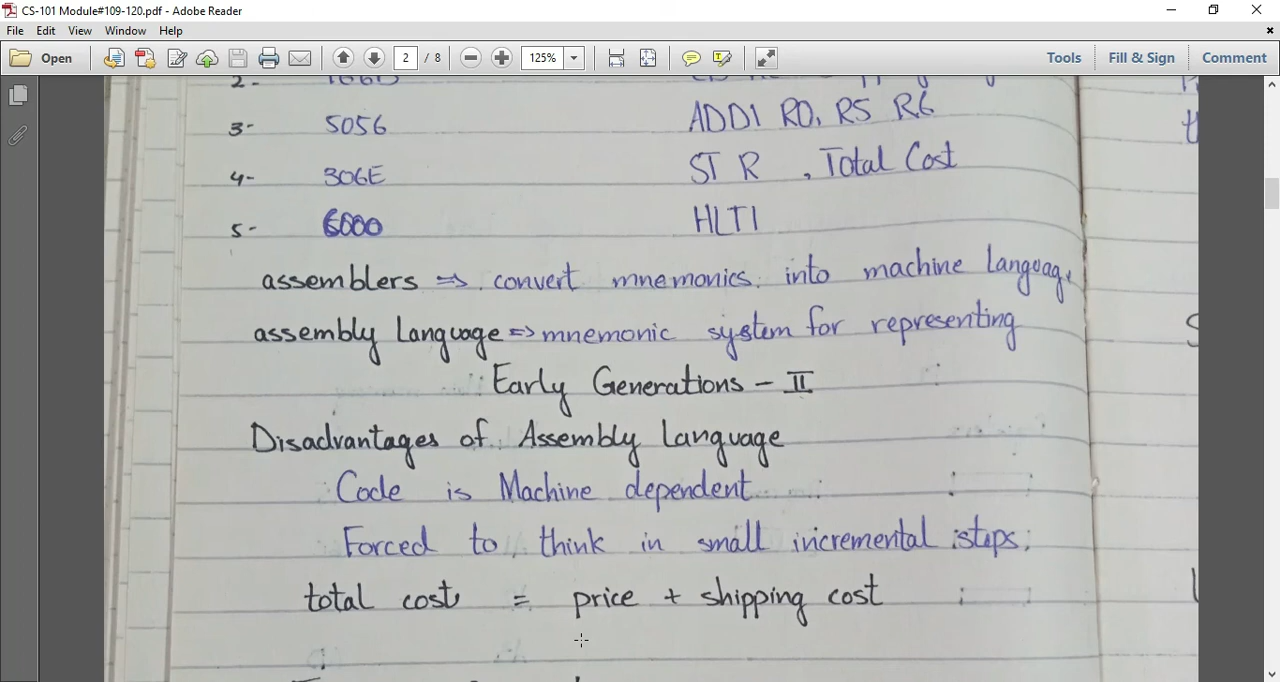 CS-101 Module#109-120.pdf - Adobe Reader
File Edit View Window Help
Open 2 / 8 125% Tools Fill & Sign Comment
2-
3- 5056 ADDI R0, R5 R6
4- 306E ST R , Total Cost
5- 6000 HLTI
assemblers => convert mnemonics into machine languag
assembly language => mnemonic system for representing
Early Generations - II
Disadvantages of Assembly language
Code is Machine dependent
Forced to think in small incremental steps.
total cost = price + shipping cost